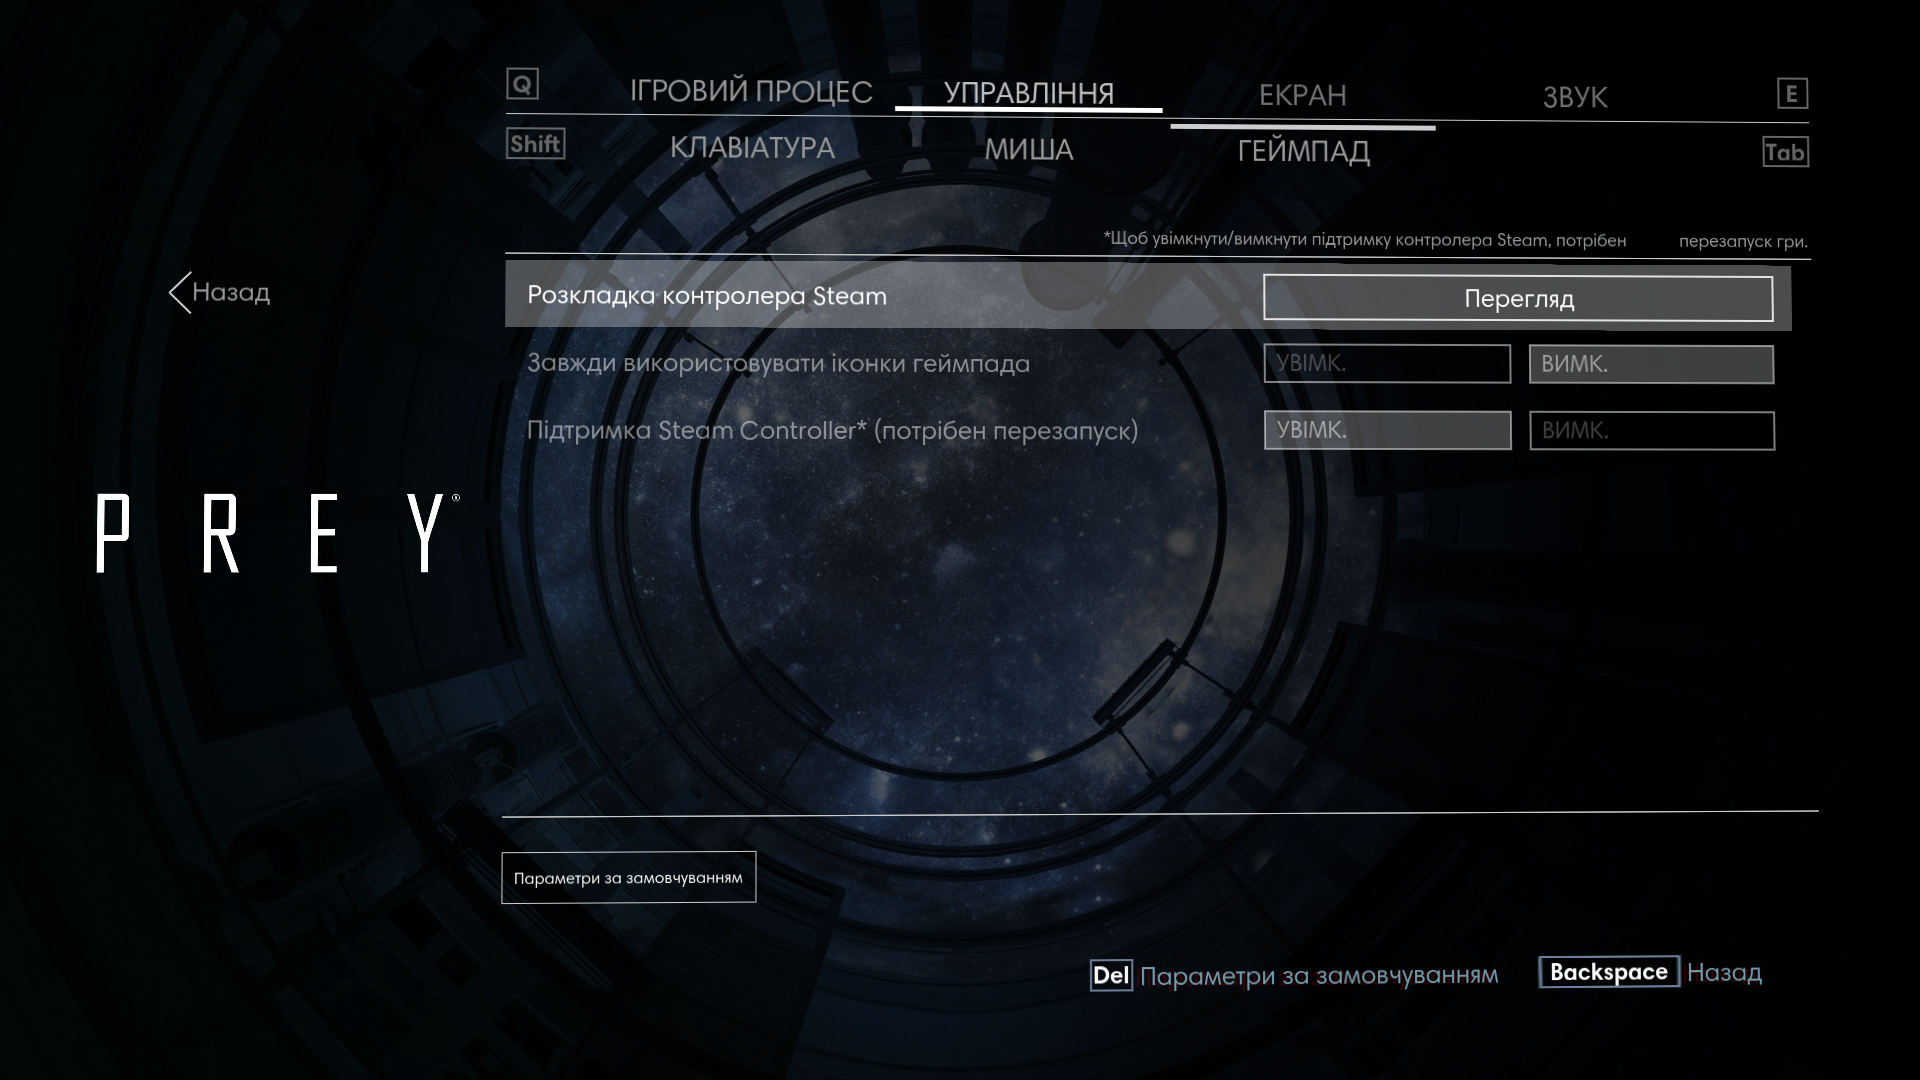 Q ІГРОВИЙ ПРОЦЕС УПРАВЛІННЯ ЕКРАН ЗВУК E
Shift КЛАВІАТУРА МИША ГЕЙМПАД Tab
*Щоб увімкнути/вимкнути підтримку контролера Steam, потрібен перезапуск гри.
Назад
Розкладка контролера Steam Перегляд
Завжди використовувати іконки геймпада УВІМК. ВИМК.
Підтримка Steam Controller* (потрібен перезапуск) УВІМК. ВИМК.
PREY®
Параметри за замовчуванням
Del Параметри за замовчуванням Backspace Назад